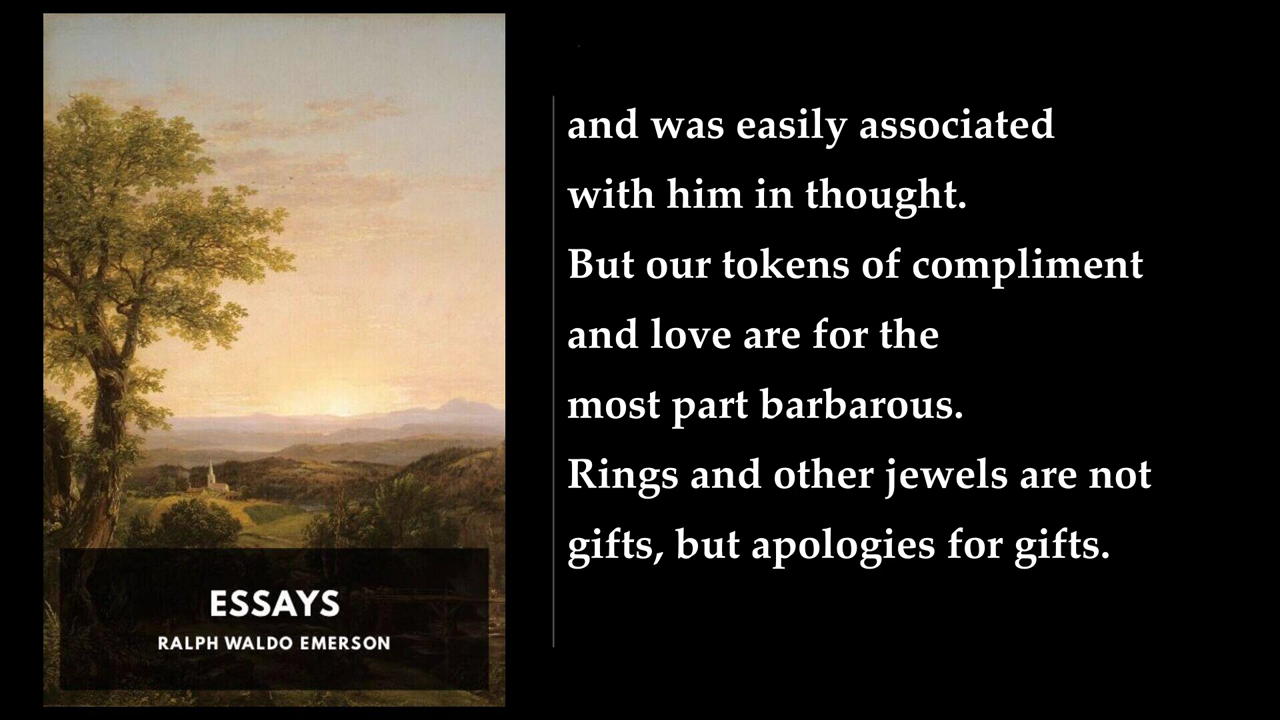 ESSAYS
RALPH WALDO EMERSON
and was easily associated
with him in thought.
But our tokens of compliment
and love are for the
most part barbarous.
Rings and other jewels are not
gifts, but apologies for gifts.